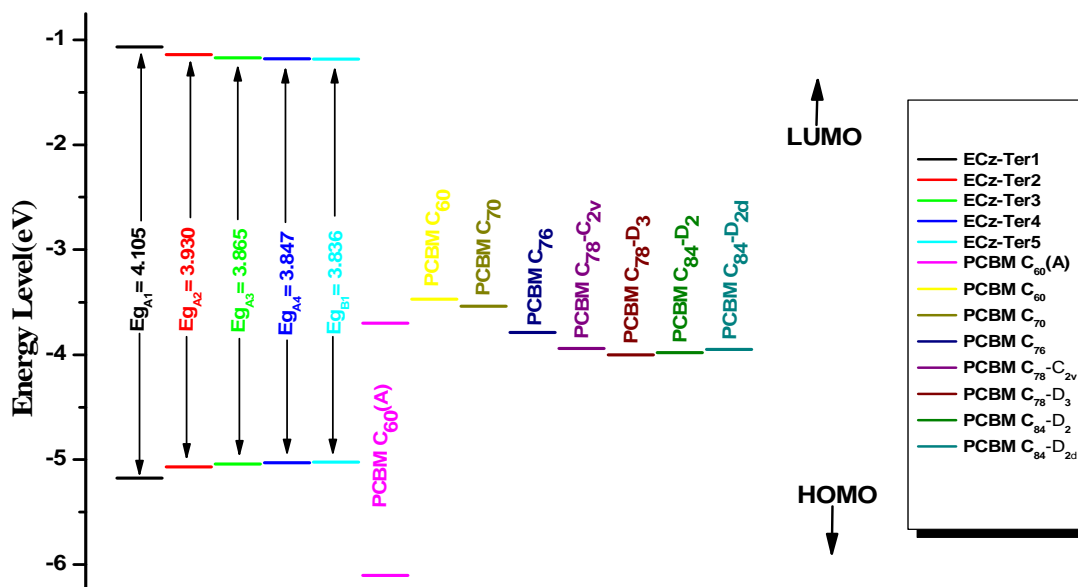 Energy Level(eV)
-1
-2
-3
-4
-5
-6
Eg_A1 = 4.105
Eg_A2 = 3.930
Eg_A3 = 3.865
Eg_A4 = 3.847
Eg_B1 = 3.836
PCBM C60(A)
PCBM C60
PCBM C70
PCBM C76
PCBM C78-C2v
PCBM C78-D3
PCBM C84-D2
PCBM C84-D2d
LUMO
HOMO
ECz-Ter1
ECz-Ter2
ECz-Ter3
ECz-Ter4
ECz-Ter5
PCBM C60(A)
PCBM C60
PCBM C70
PCBM C76
PCBM C78-C2v
PCBM C78-D3
PCBM C84-D2
PCBM C84-D2d